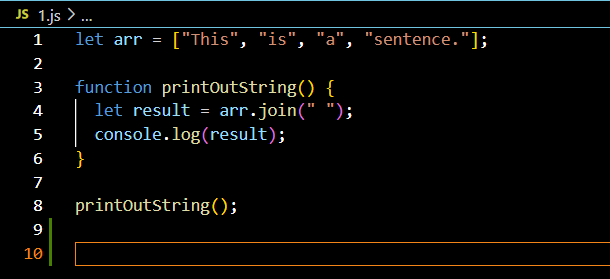 JS 1.js > ...
1 let arr = ["This", "is", "a", "sentence."];
2
3 function printOutString() {
4   let result = arr.join(" ");
5   console.log(result);
6 }
7
8 printOutString();
9
10